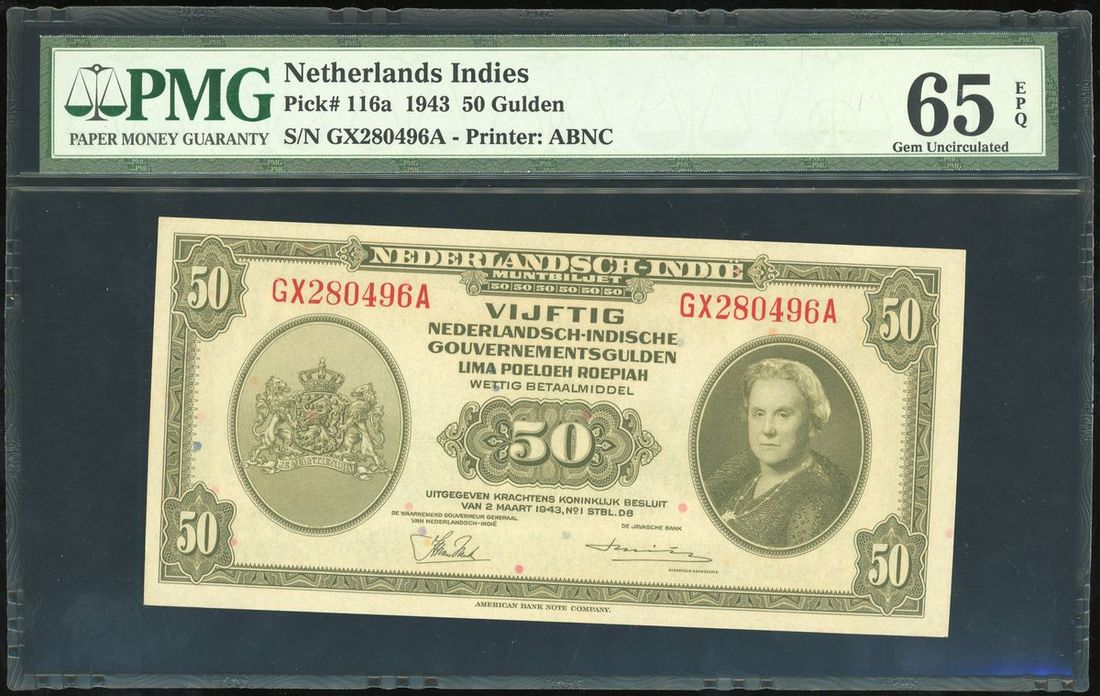 PMG
PAPER MONEY GUARANTY
Netherlands Indies
Pick# 116a 1943 50 Gulden
S/N GX280496A - Printer: ABNC
65
EPQ
Gem Uncirculated
NEDERLANDSCH-INDIË
MUNTBILJET
50 50 50 50 50 50
50
50
GX280496A
GX280496A
VIJFTIG
NEDERLANDSCH-INDISCHE
GOUVERNEMENTSGULDEN
LIMA POELOEH ROEPIAH
WETTIG BETAALMIDDEL
50
UITGEGEVEN KRACHTENS KONINKLIJK BESLUIT
VAN 2 MAART 1943, No1 STBL. D8
DE WAARNEMEND GOUVERNEUR GENERAAL
VAN NEDERLANDSCH-INDIË
DE JAVASCHE BANK
DIRECTEUR-SECRETARIS
50
50
AMERICAN BANK NOTE COMPANY.